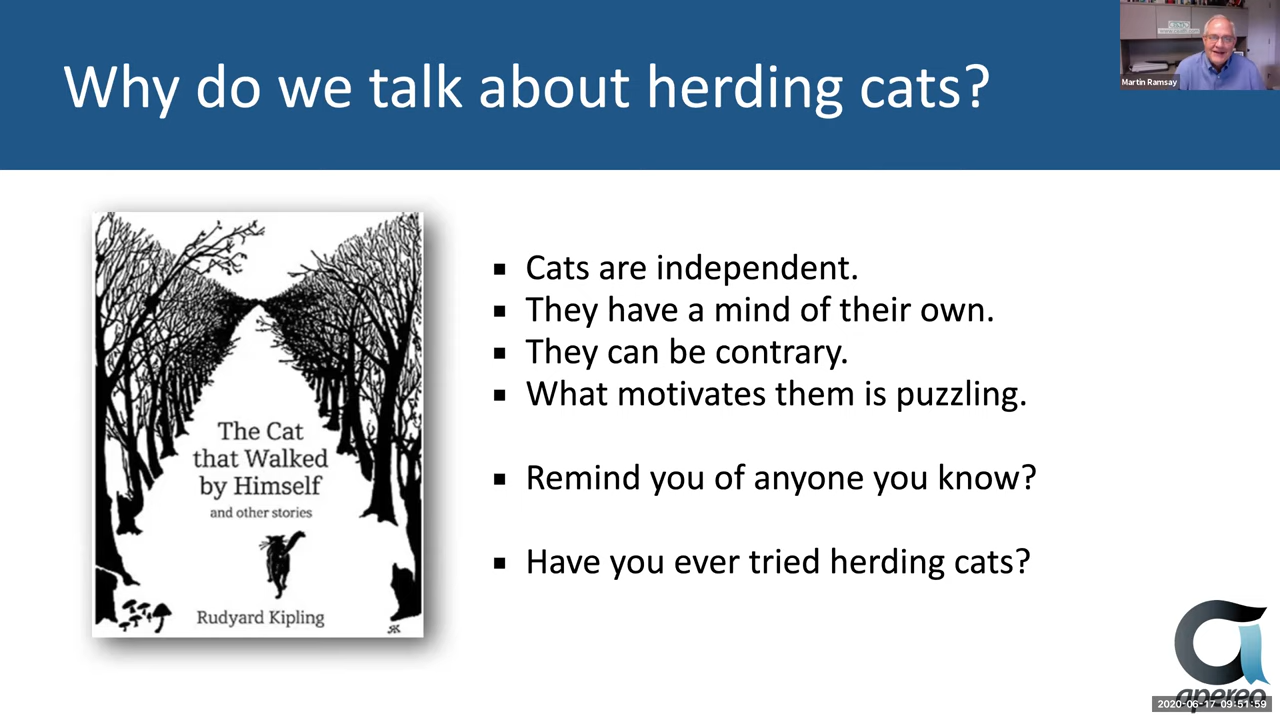 Why do we talk about herding cats?
Martin Ramsay
The Cat
that Walked
by Himself
and other stories
Rudyard Kipling
▪ Cats are independent.
▪ They have a mind of their own.
▪ They can be contrary.
▪ What motivates them is puzzling.
▪ Remind you of anyone you know?
▪ Have you ever tried herding cats?
apereo
2020-06-17 09:51:59